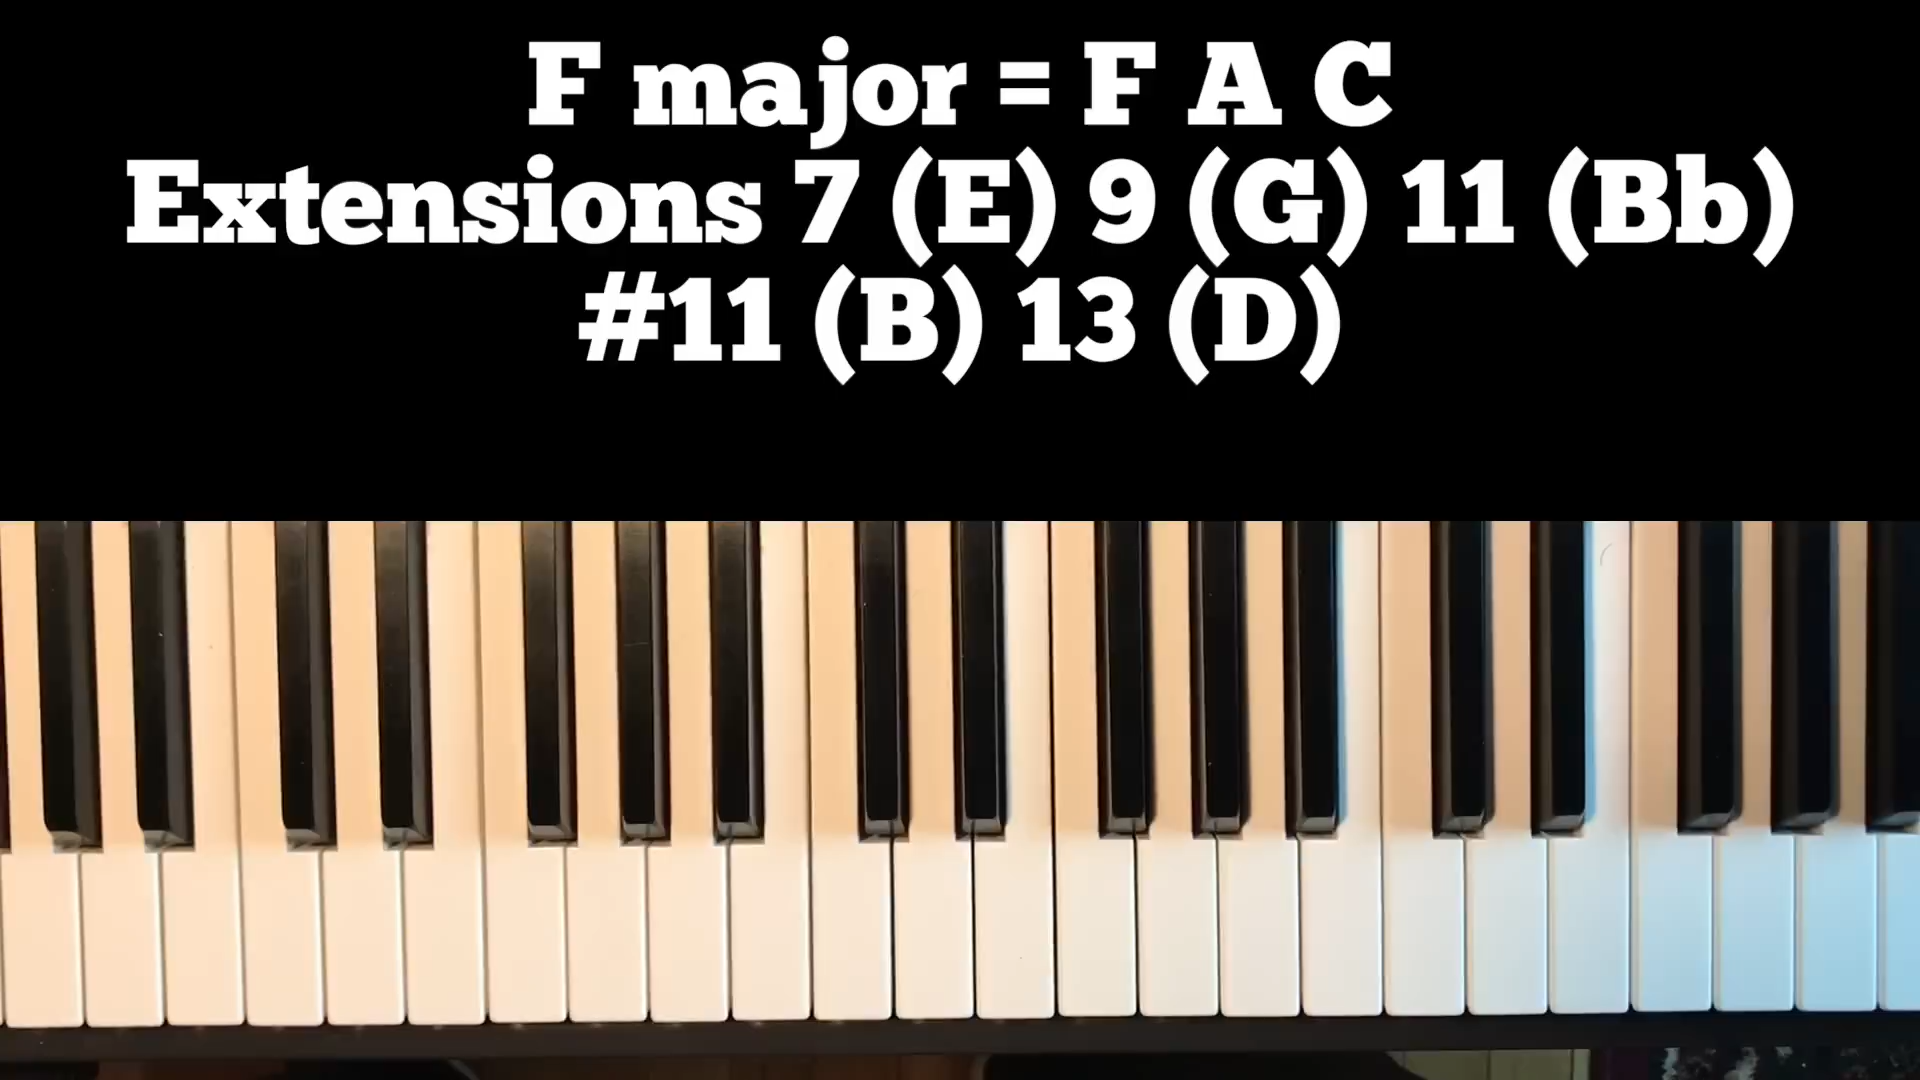 F major = F A C
Extensions 7 (E) 9 (G) 11 (Bb)
#11 (B) 13 (D)